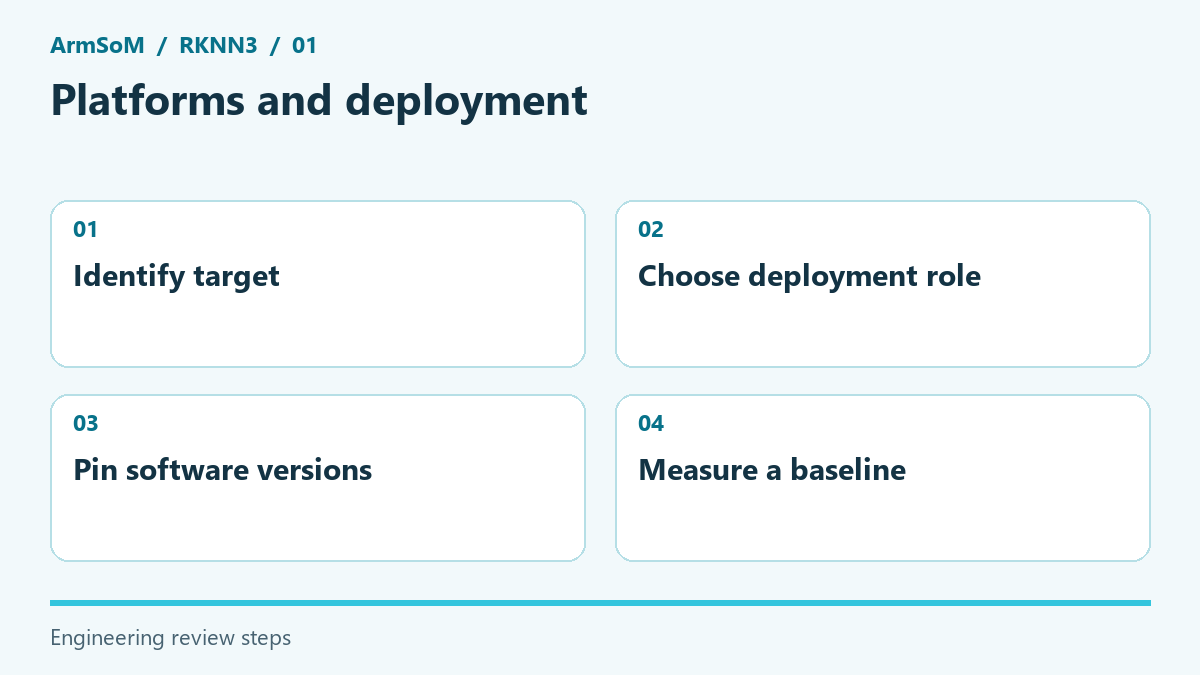 ArmSoM / RKNN3 / 01
Platforms and deployment
01
Identify target
02
Choose deployment role
03
Pin software versions
04
Measure a baseline
Engineering review steps